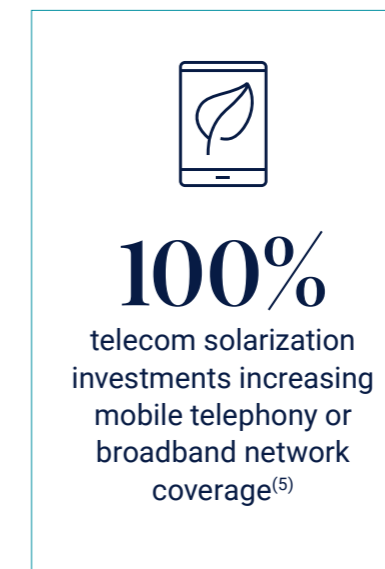 100%
telecom solarization
investments increasing
mobile telephony or
broadband network
coverage(5)